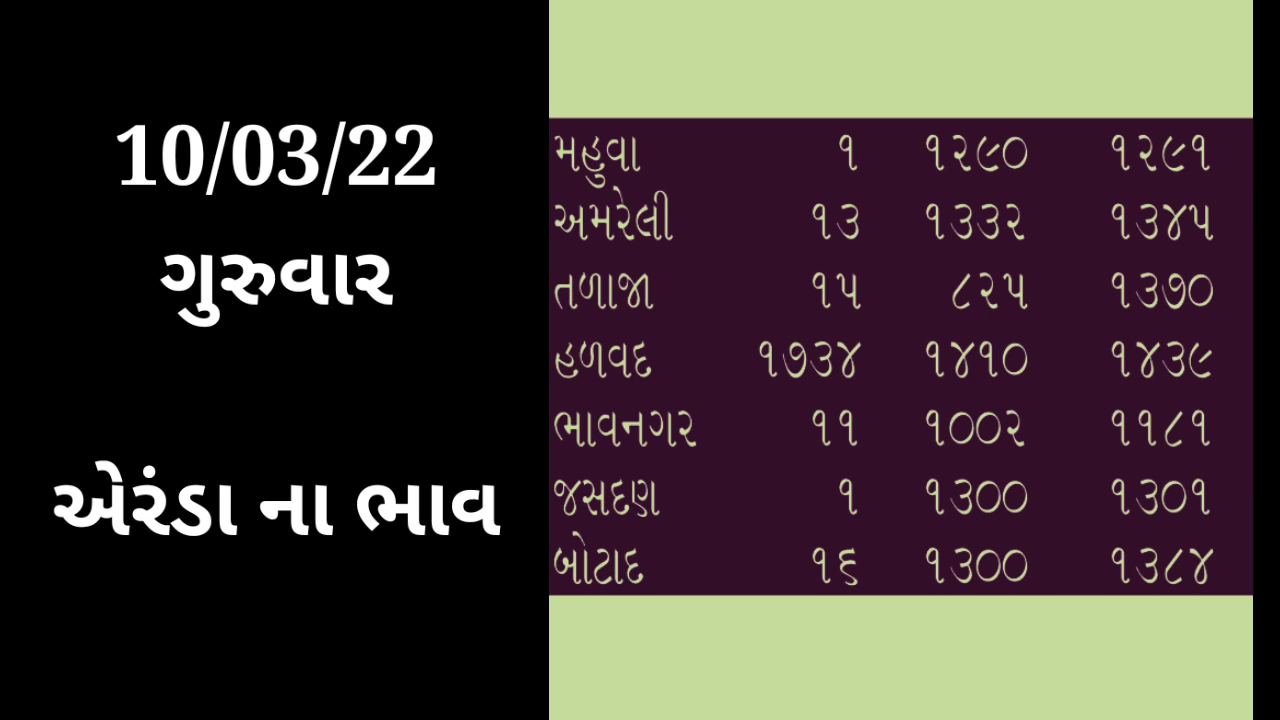 10/03/22
ગુરુવાર
એરંડા ના ભાવ
મહુવા ૧ ૧૨૯૦ ૧૨૯૧
અમરેલી ૧૩ ૧૩૩૨ ૧૩૪૫
તળાજા ૧૫ ૮૨૫ ૧૩૭૦
હળવદ ૧૭૩૪ ૧૪૧૦ ૧૪૩૯
ભાવનગર ૧૧ ૧૦૦૨ ૧૧૮૧
જસદણ ૧ ૧૩૦૦ ૧૩૦૧
બોટાદ ૧૬ ૧૩૦૦ ૧૩૮૪